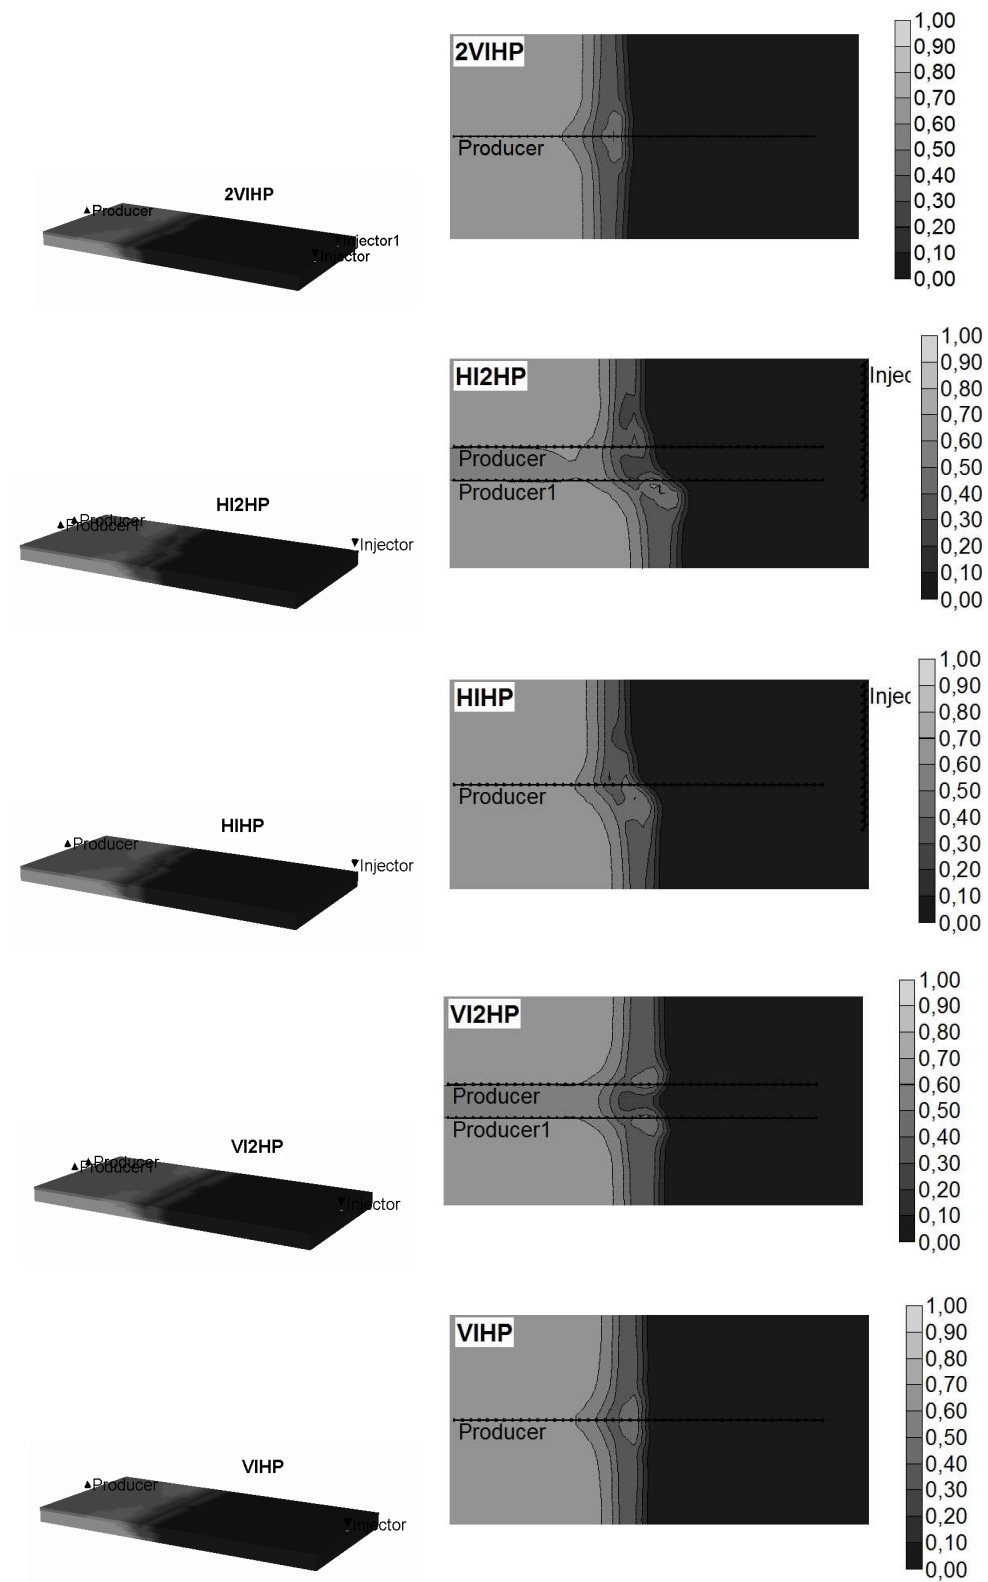 2VIHP
Producer
Injector1
Injector
2VIHP
Producer
1,00
0,90
0,80
0,70
0,60
0,50
0,40
0,30
0,20
0,10
0,00
HI2HP
Producer
Producer1
Injector
HI2HP
Producer
Producer1
Injec
1,00
0,90
0,80
0,70
0,60
0,50
0,40
0,30
0,20
0,10
0,00
HIHP
Producer
Injector
HIHP
Producer
Injec
1,00
0,90
0,80
0,70
0,60
0,50
0,40
0,30
0,20
0,10
0,00
VI2HP
Producer
Producer1
Injector
VI2HP
Producer
Producer1
1,00
0,90
0,80
0,70
0,60
0,50
0,40
0,30
0,20
0,10
0,00
VIHP
Producer
Injector
VIHP
Producer
1,00
0,90
0,80
0,70
0,60
0,50
0,40
0,30
0,20
0,10
0,00